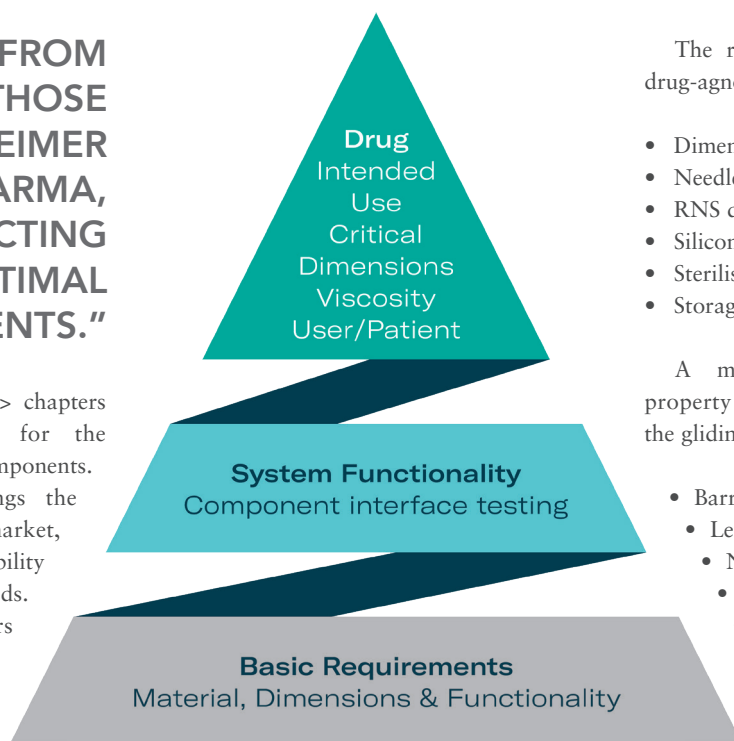 FROM
THOSE
EIMER
ARMA,
CTING
TIMAL
ENTS.”
> chapters
for the
mponents.
ngs the
market,
bility
ds.
rs
Drug
Intended
Use
Critical
Dimensions
Viscosity
User/Patient
System Functionality
Component interface testing
Basic Requirements
Material, Dimensions & Functionality
The r
drug-agn
• Dimen
• Needle
• RNS c
• Silicon
• Sterilis
• Storag
A m
property
the glidin
• Barr
• Le
• N
•